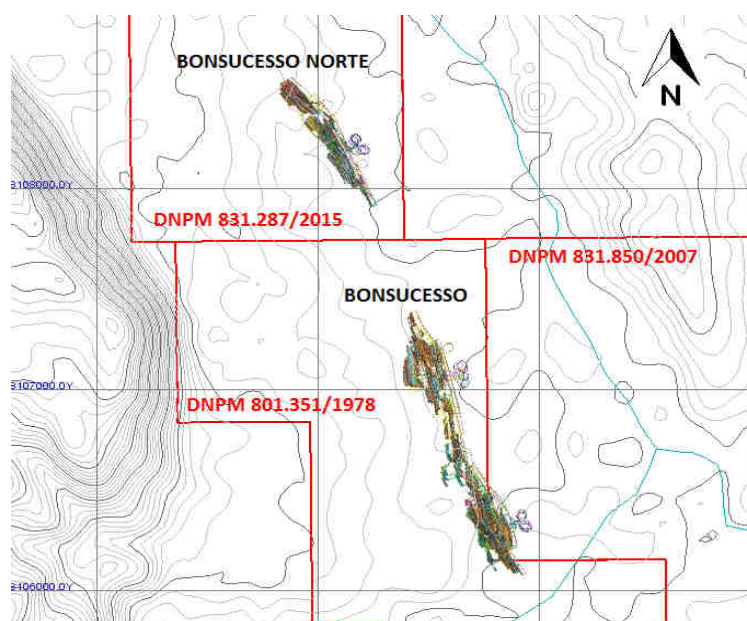 BONSUCESSO NORTE
N
8108000.0Y
DNPM 831.287/2015
DNPM 831.850/2007
BONSUCESSO
8107000.0Y
DNPM 801.351/1978
8106000.0Y